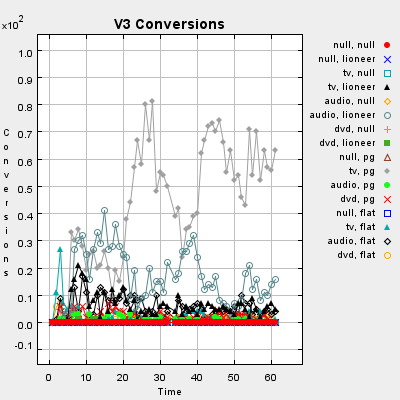 x10²
V3 Conversions
1.0
0.9
0.8
0.7
0.6
0.5
0.4
0.3
0.2
0.1
0.0
-0.1
Conversions
0 10 20 30 40 50 60
Time
null, null
null, lioneer
tv, null
tv, lioneer
audio, null
audio, lioneer
dvd, null
dvd, lioneer
null, pg
tv, pg
audio, pg
dvd, pg
null, flat
tv, flat
audio, flat
dvd, flat